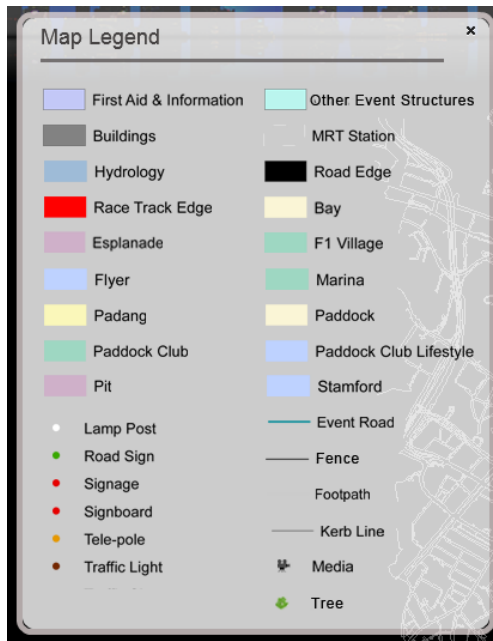 Map Legend
×
First Aid & Information
Other Event Structures
Buildings
MRT Station
Hydrology
Road Edge
Race Track Edge
Bay
Esplanade
F1 Village
Flyer
Marina
Padang
Paddock
Paddock Club
Paddock Club Lifestyle
Pit
Stamford
Lamp Post
Event Road
Road Sign
Fence
Signage
Footpath
Signboard
Kerb Line
Tele-pole
Media
Traffic Light
Tree